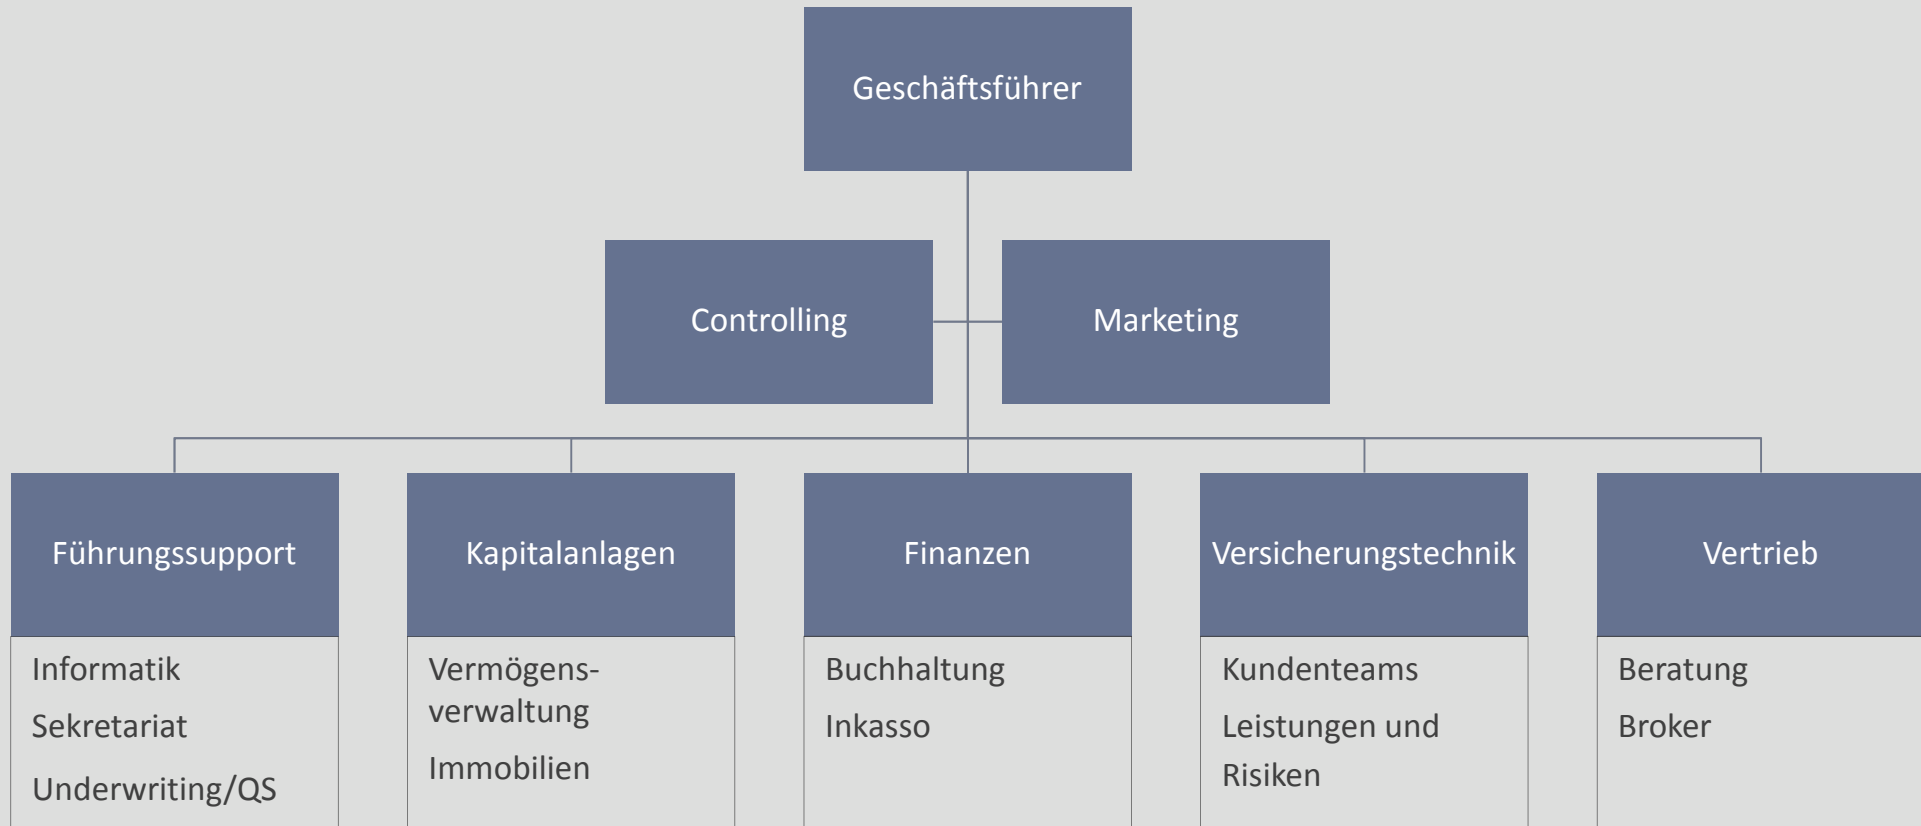 Geschäftsführer
Controlling
Marketing
Führungssupport
Kapitalanlagen
Finanzen
Versicherungstechnik
Vertrieb
Informatik
Sekretariat
Underwriting/QS
Vermögens-
verwaltung
Immobilien
Buchhaltung
Inkasso
Kundenteams
Leistungen und
Risiken
Beratung
Broker